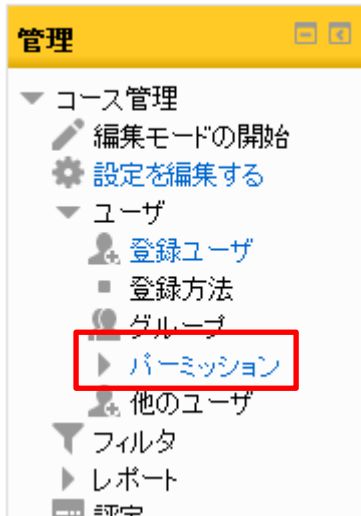 管理
コース管理
編集モードの開始
設定を編集する
ユーザ
登録ユーザ
登録方法
グループ
パーミッション
他のユーザ
フィルタ
レポート
評定